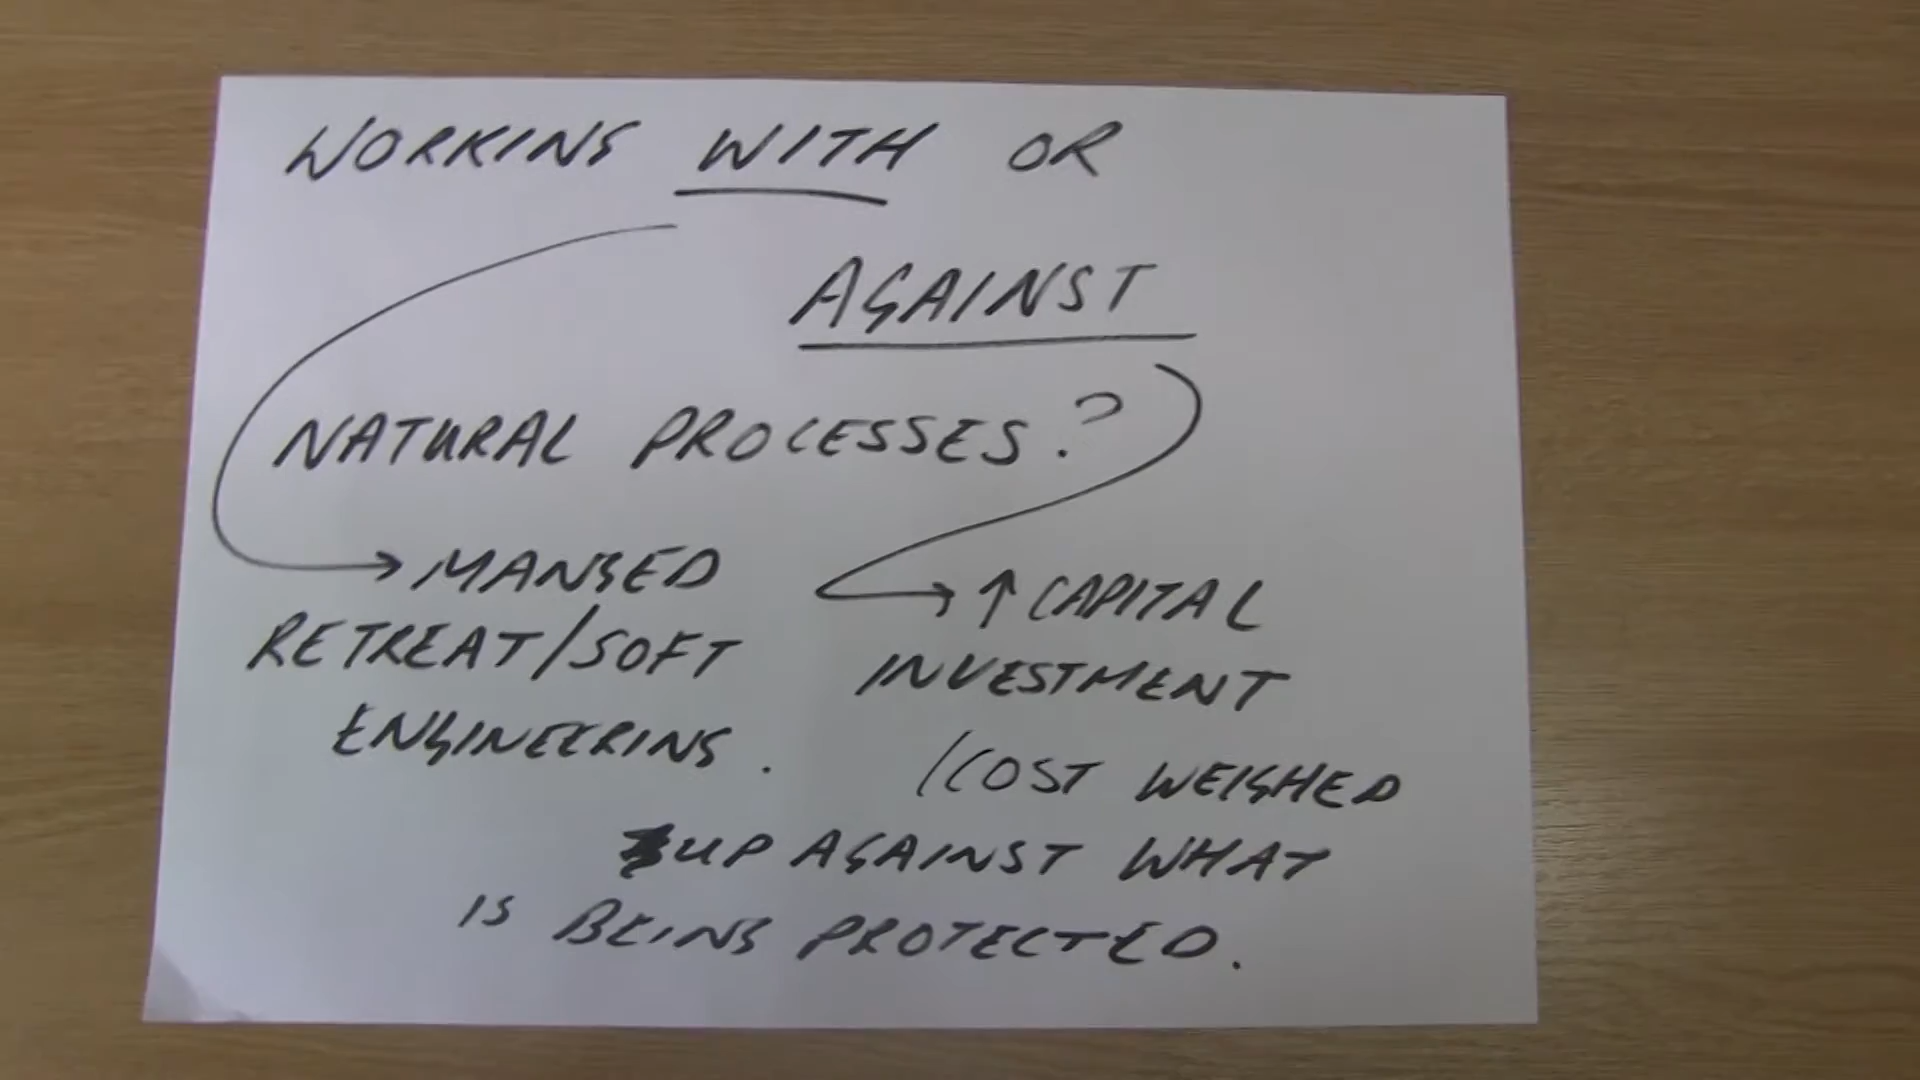 WORKING WITH OR
AGAINST
NATURAL PROCESSES?
→ MANGED
RETREAT/SOFT
ENGINEERING.
→ ↑ CAPITAL
INVESTMENT
/COST WEIGHED
UP AGAINST WHAT
IS BEING PROTECTED.